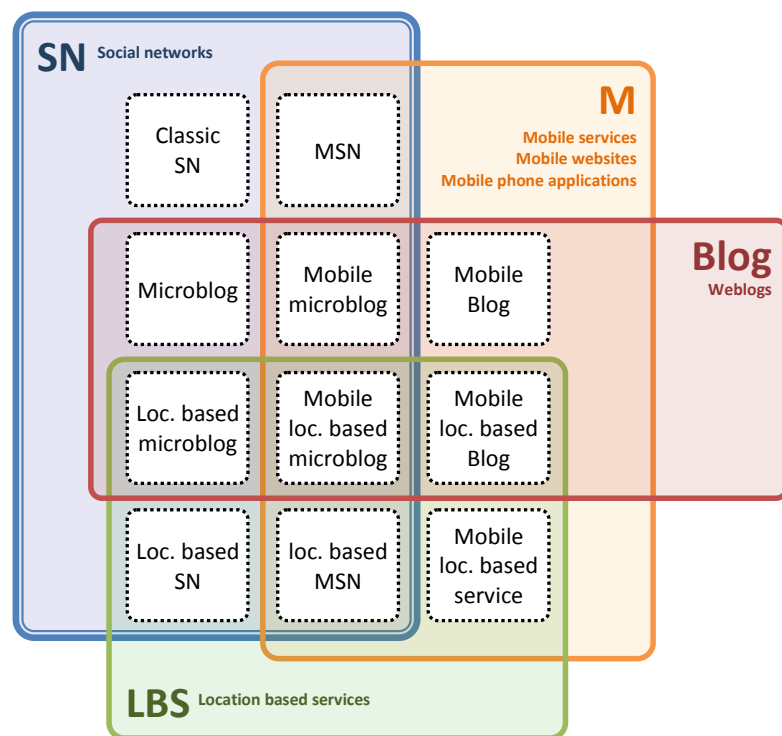 SN Social networks
M
Mobile services
Mobile websites
Mobile phone applications
Classic
SN
MSN
Blog
Weblogs
Microblog
Mobile
microblog
Mobile
Blog
Loc. based
microblog
Mobile
loc. based
microblog
Mobile
loc. based
Blog
Loc. based
SN
loc. based
MSN
Mobile
loc. based
service
LBS Location based services